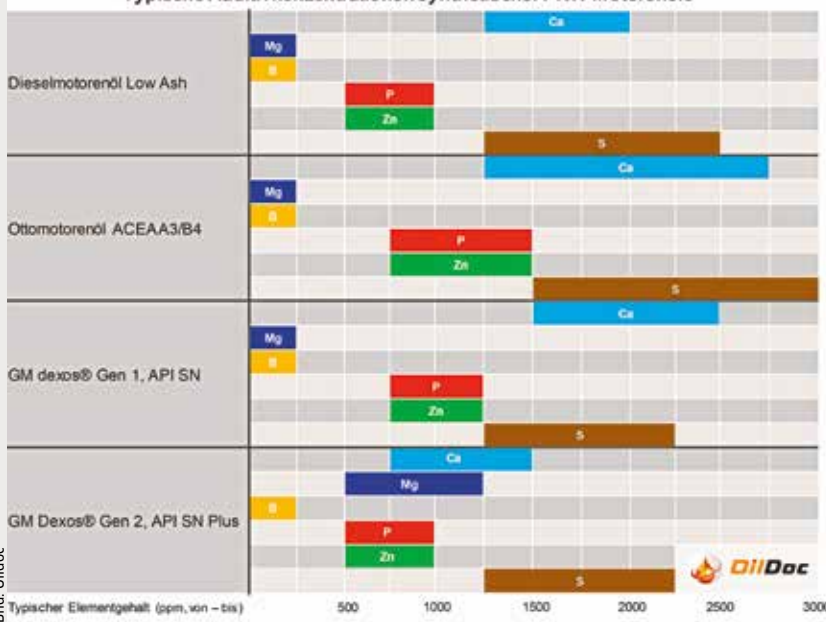 Ca
Mg
B
Dieselmotorenöl Low Ash
P
Zn
S
Ca
Mg
B
Ottomotorenöl ACEAA3/B4
P
Zn
S
Ca
Mg
B
GM dexos® Gen 1, API SN
P
Zn
S
Ca
Mg
B
GM Dexos® Gen 2, API SN Plus
P
Zn
OilDoc
S
Typischer Elementgehalt (ppm, von – bis) 500 1000 1500 2000 2500 3000